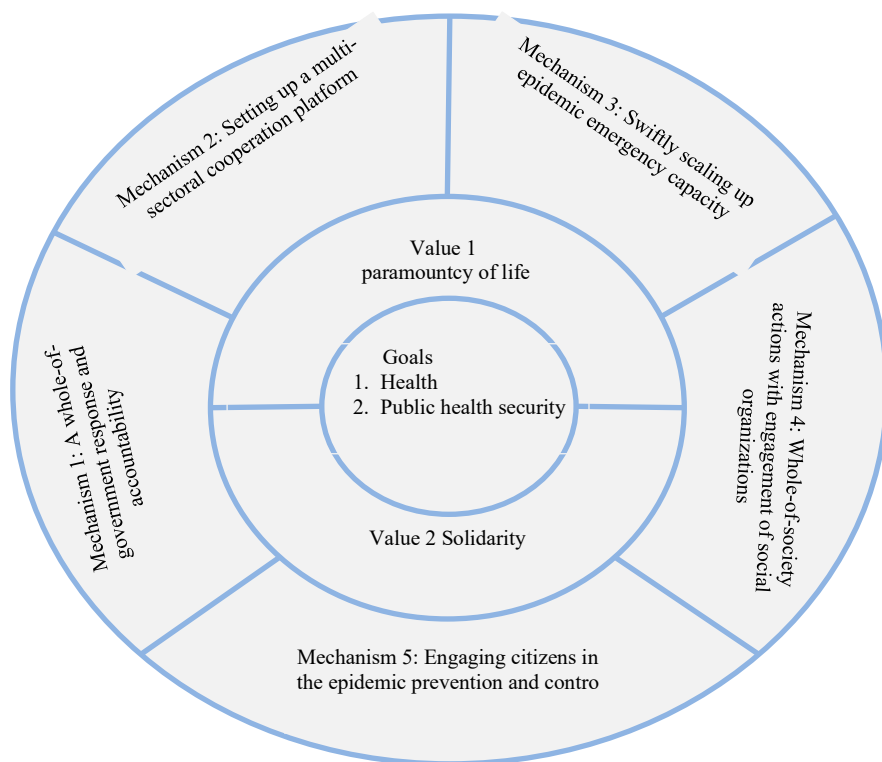 Mechanism 2: Setting up a multi-
sectoral cooperation platform
Mechanism 3: Swiftly scaling up
epidemic emergency capacity
Value 1
paramountcy of life
Goals
1. Health
2. Public health security
Mechanism 1: A whole-of-
government response and
accountability
Mechanism 4: Whole-of-society
actions with engagement of social
organizations
Value 2 Solidarity
Mechanism 5: Engaging citizens in
the epidemic prevention and contro